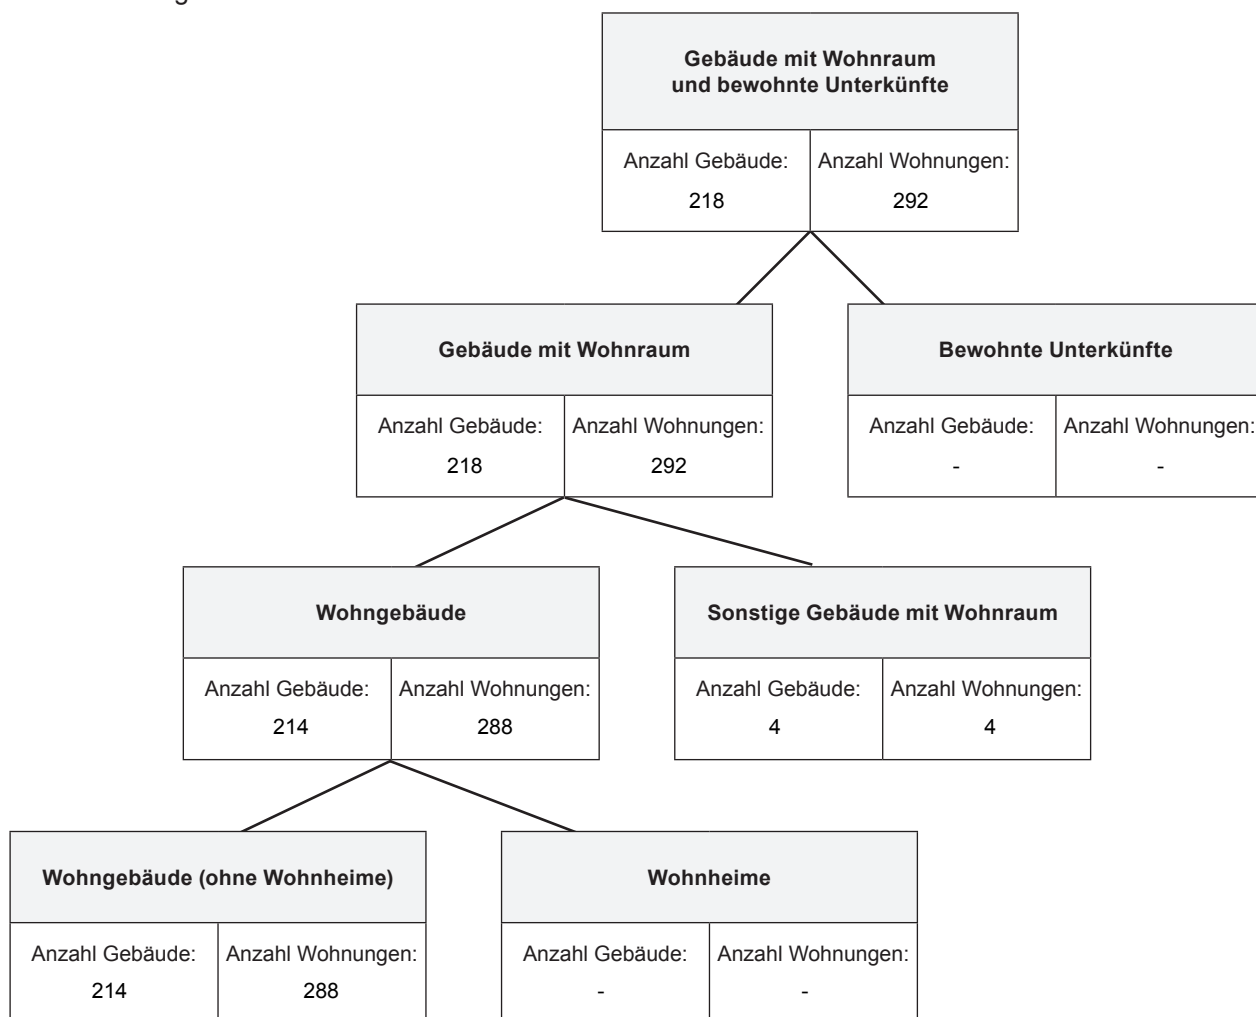 Gebäude mit Wohnraum
und bewohnte Unterkünfte
Anzahl Gebäude: Anzahl Wohnungen:
218 292
Gebäude mit Wohnraum
Anzahl Gebäude: Anzahl Wohnungen:
218 292
Bewohnte Unterkünfte
Anzahl Gebäude: Anzahl Wohnungen:
- -
Wohngebäude
Anzahl Gebäude: Anzahl Wohnungen:
214 288
Sonstige Gebäude mit Wohnraum
Anzahl Gebäude: Anzahl Wohnungen:
4 4
Wohngebäude (ohne Wohnheime)
Anzahl Gebäude: Anzahl Wohnungen:
214 288
Wohnheime
Anzahl Gebäude: Anzahl Wohnungen:
- -